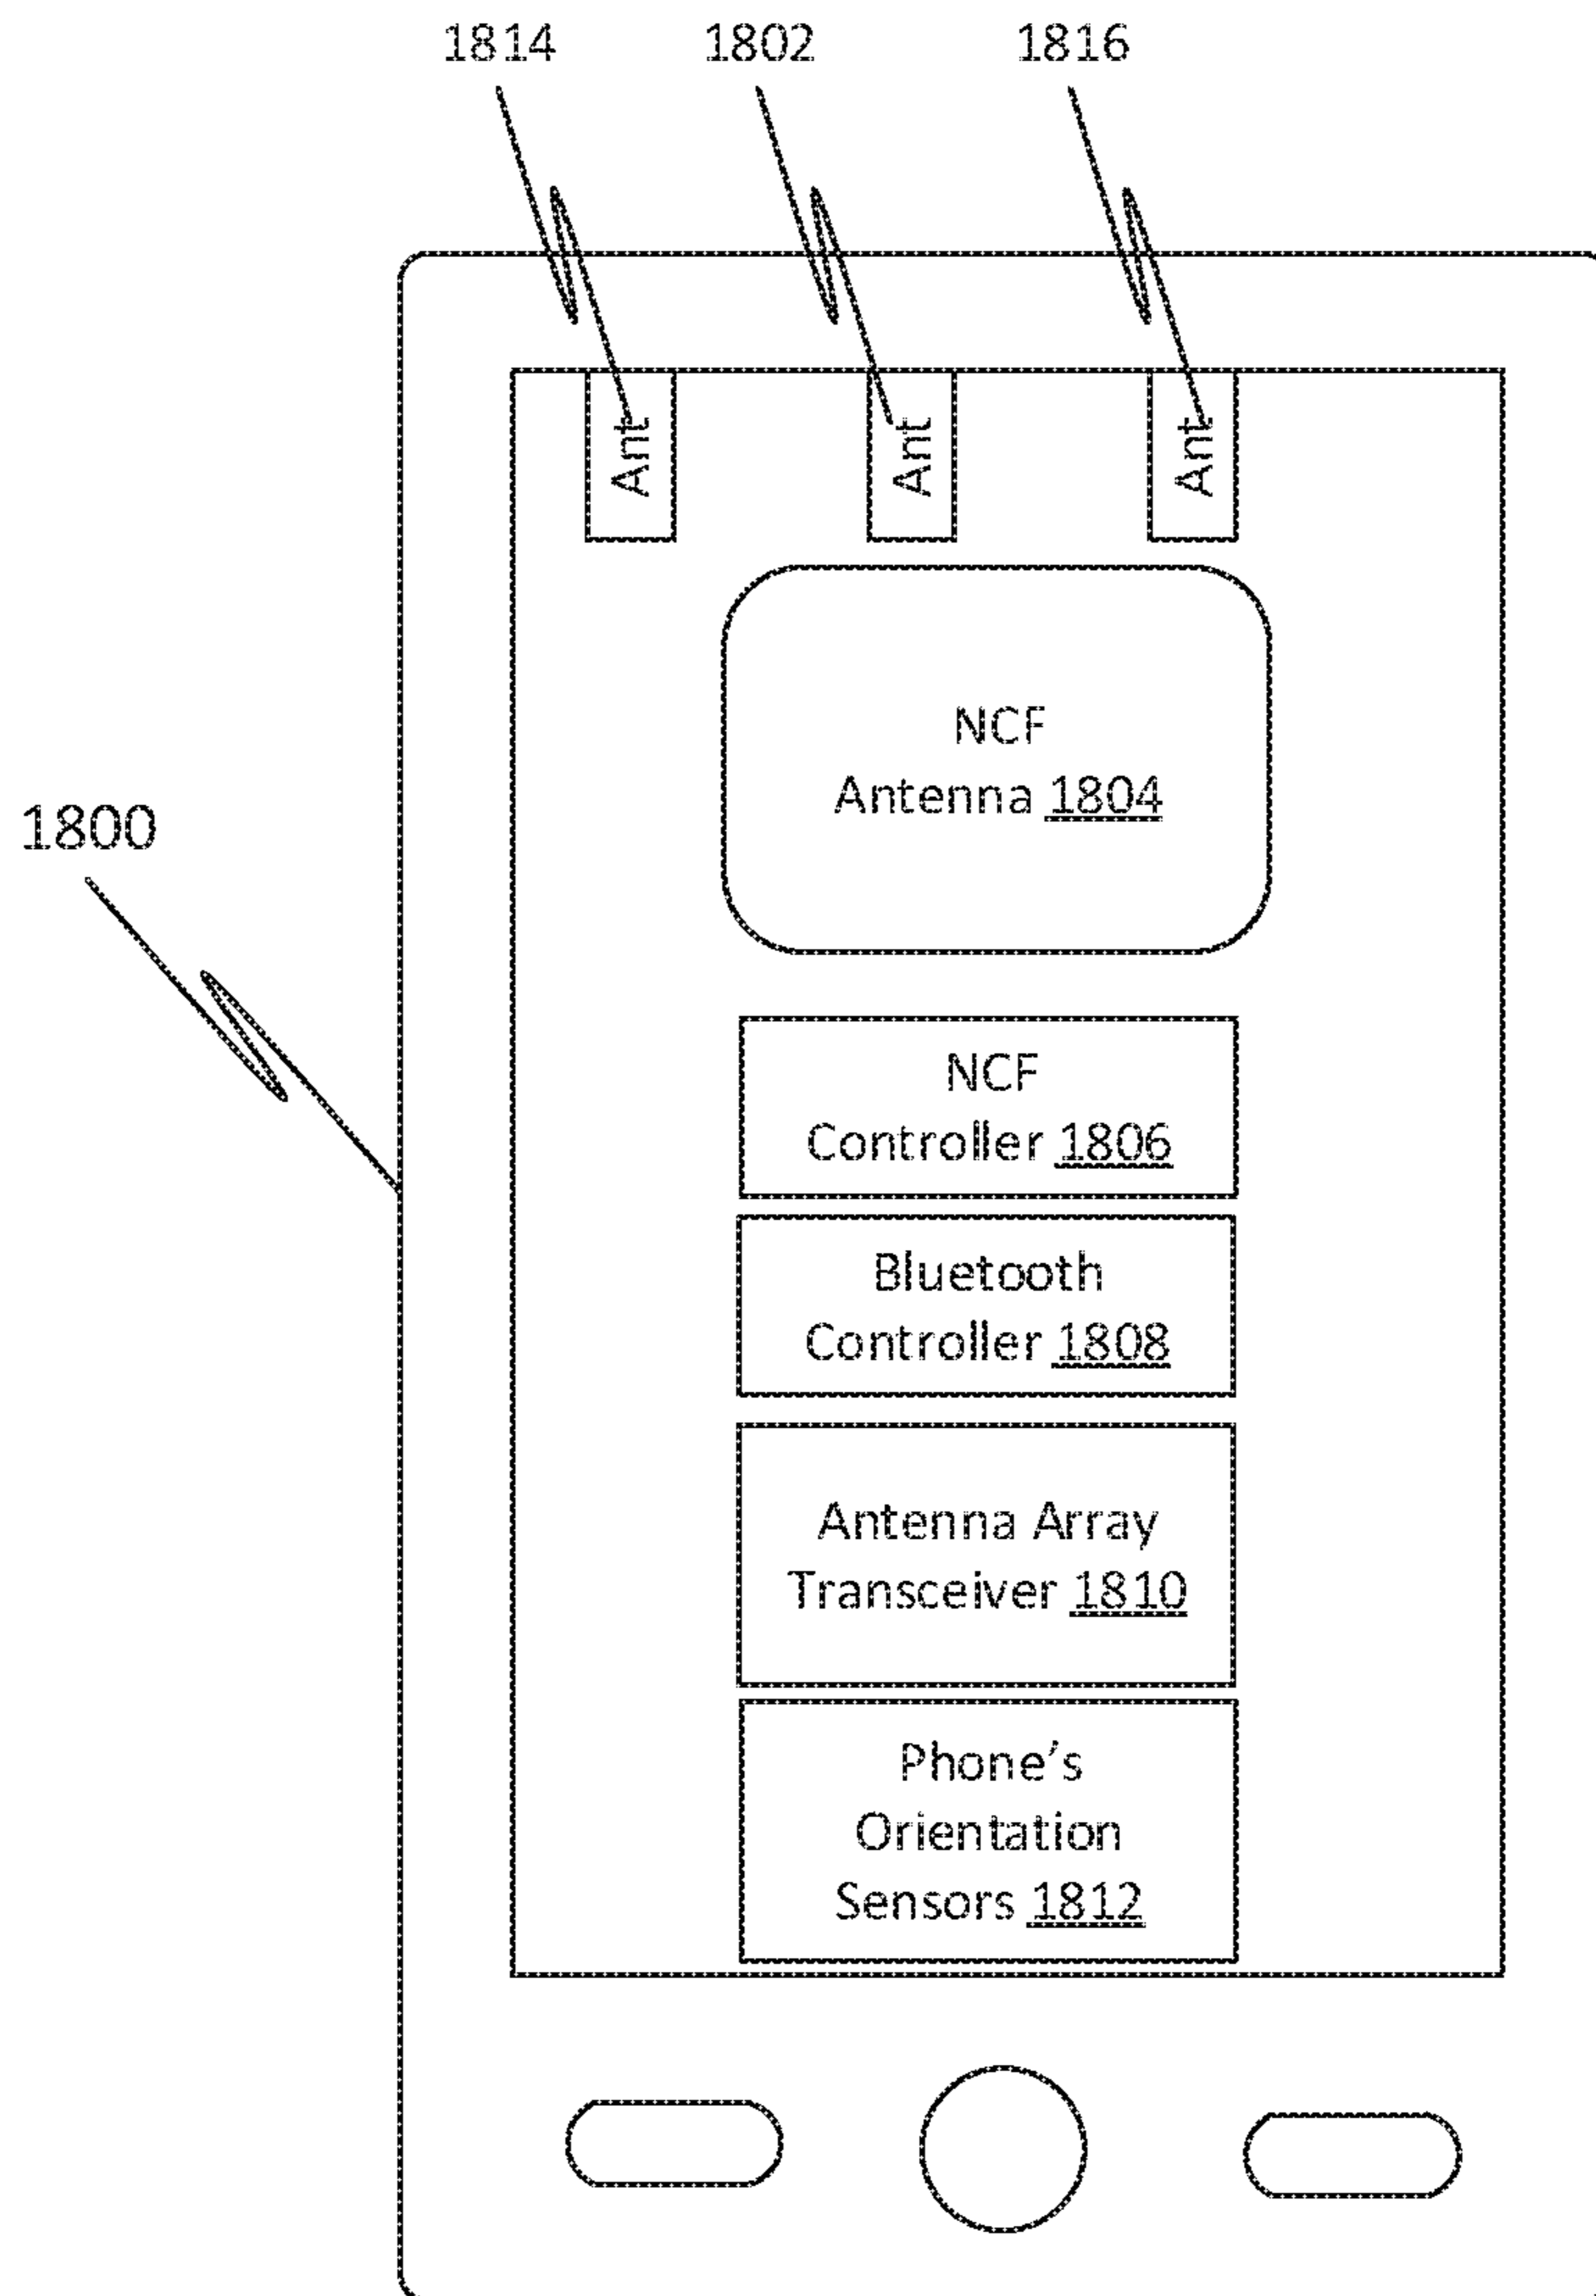 1814 1802 1816
Ant Ant Ant
NCF
Antenna 1804
1800
NCF
Controller 1806
Bluetooth
Controller 1808
Antenna Array
Transceiver 1810
Phone's
Orientation
Sensors 1812